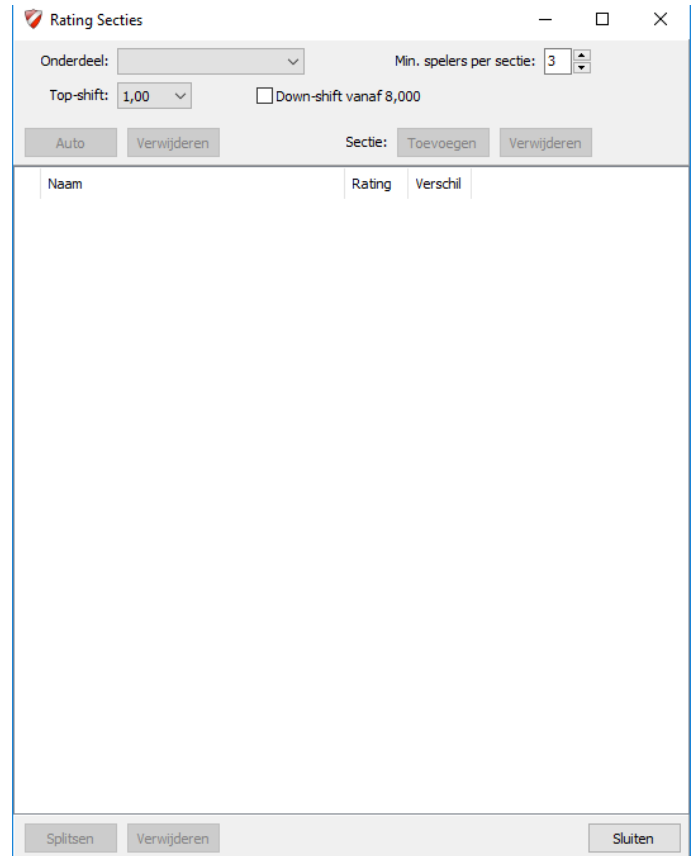 Rating Secties
Onderdeel: Min. spelers per sectie: 3
Top-shift: 1,00 Down-shift vanaf 8,000
Auto Verwijderen Sectie: Toevoegen Verwijderen
Naam Rating Verschil
Splitsen Verwijderen Sluiten